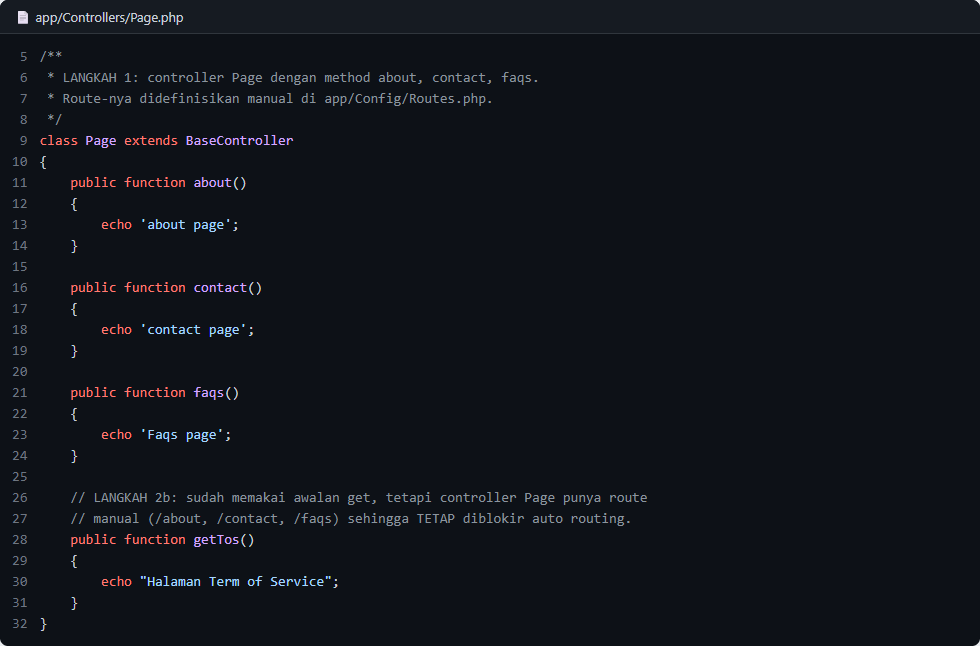 app/Controllers/Page.php
5 /**
6  * LANGKAH 1: controller Page dengan method about, contact, faqs.
7  * Route-nya didefinisikan manual di app/Config/Routes.php.
8  */
9 class Page extends BaseController
10 {
11     public function about()
12     {
13         echo 'about page';
14     }
15
16     public function contact()
17     {
18         echo 'contact page';
19     }
20
21     public function faqs()
22     {
23         echo 'Faqs page';
24     }
25
26     // LANGKAH 2b: sudah memakai awalan get, tetapi controller Page punya route
27     // manual (/about, /contact, /faqs) sehingga TETAP diblokir auto routing.
28     public function getTos()
29     {
30         echo "Halaman Term of Service";
31     }
32 }